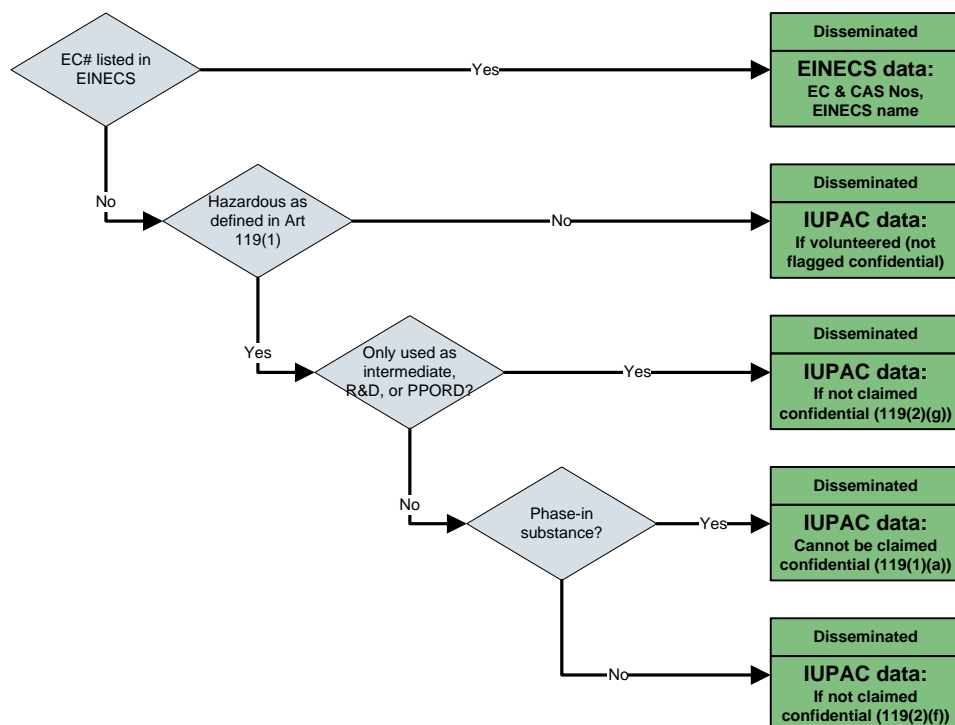 EC# listed in
EINECS
Yes
Disseminated
EINECS data:
EC & CAS Nos,
EINECS name
No
Hazardous as
defined in Art
119(1)
No
Disseminated
IUPAC data:
If volunteered (not
flagged confidential)
Yes
Only used as
intermediate,
R&D, or PPORD?
Yes
Disseminated
IUPAC data:
If not claimed
confidential (119(2)(g))
No
Phase-in
substance?
Yes
Disseminated
IUPAC data:
Cannot be claimed
confidential (119(1)(a))
No
Disseminated
IUPAC data:
If not claimed
confidential (119(2)(f))